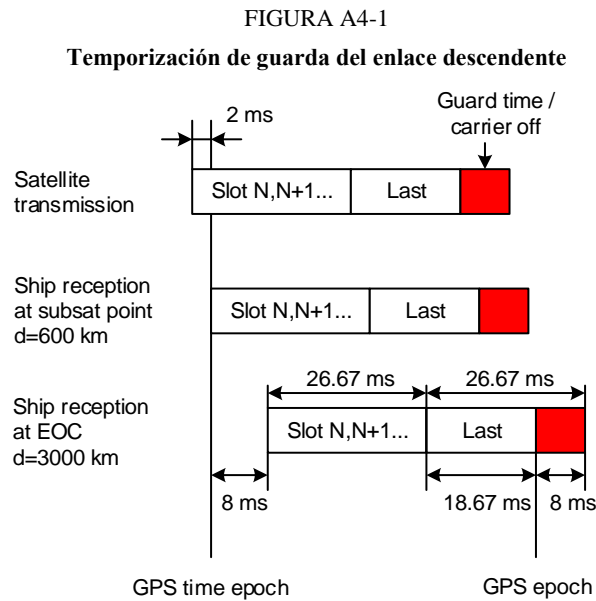 FIGURA A4-1
Temporización de guarda del enlace descendente
2 ms
Guard time /
carrier off
Satellite
transmission
Slot N,N+1...
Last
Ship reception
at subsat point
d=600 km
Slot N,N+1...
Last
26.67 ms
26.67 ms
Ship reception
at EOC
d=3000 km
Slot N,N+1...
Last
8 ms
18.67 ms
8 ms
GPS time epoch
GPS epoch